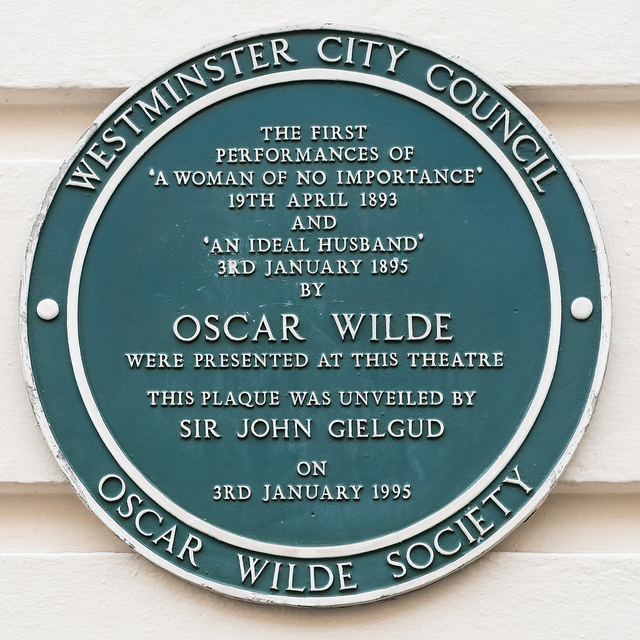 WESTMINSTER CITY COUNCIL
THE FIRST
PERFORMANCES OF
'A WOMAN OF NO IMPORTANCE'
19TH APRIL 1893
AND
'AN IDEAL HUSBAND'
3RD JANUARY 1895
BY
OSCAR WILDE
WERE PRESENTED AT THIS THEATRE
THIS PLAQUE WAS UNVEILED BY
SIR JOHN GIELGUD
ON
3RD JANUARY 1995
OSCAR WILDE SOCIETY